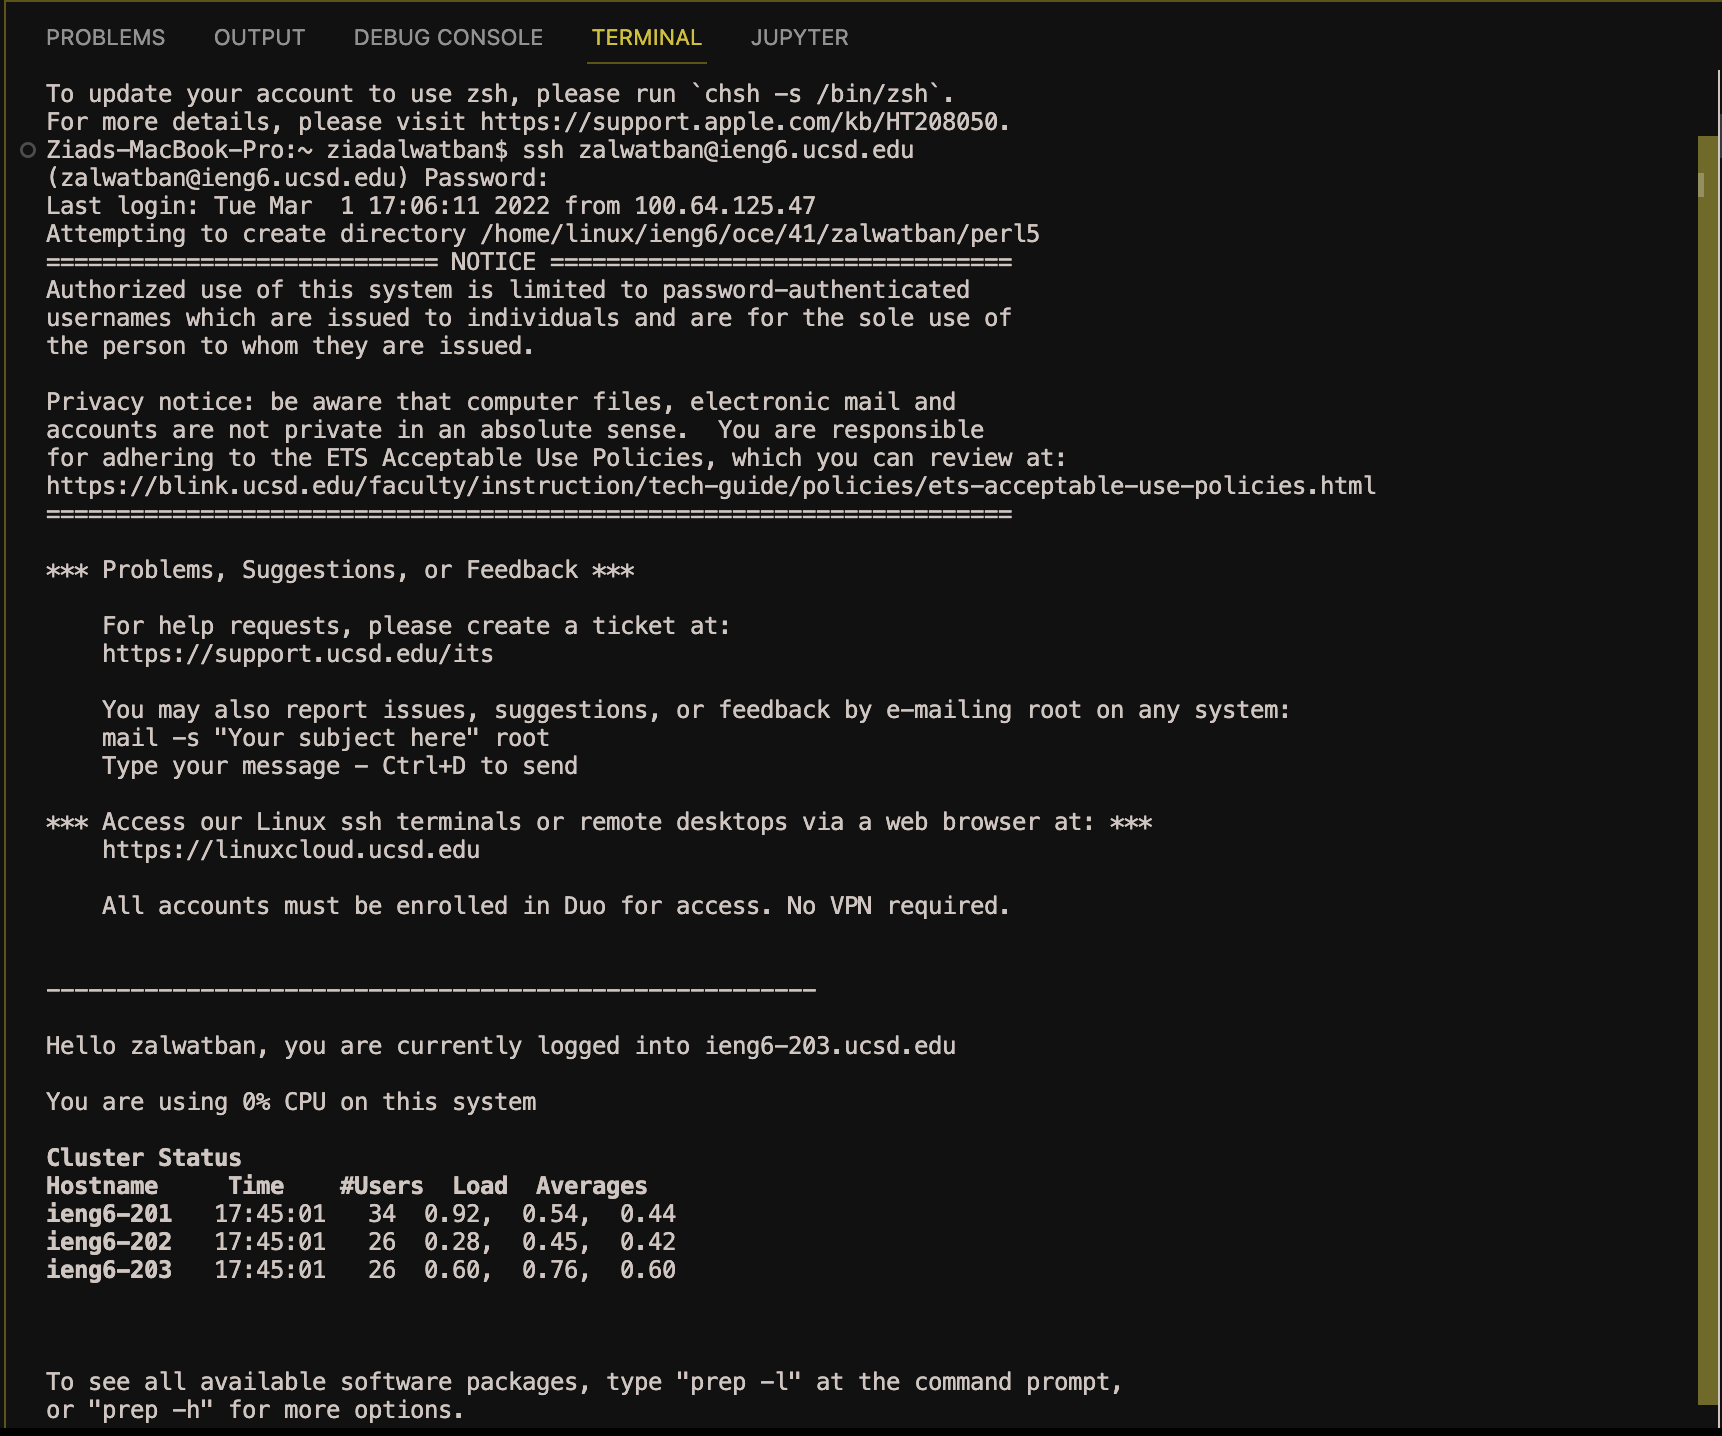 PROBLEMS OUTPUT DEBUG CONSOLE TERMINAL JUPYTER
To update your account to use zsh, please run `chsh -s /bin/zsh`.
For more details, please visit https://support.apple.com/kb/HT208050.
Ziads-MacBook-Pro:~ ziadalwatban$ ssh zalwatban@ieng6.ucsd.edu
(zalwatban@ieng6.ucsd.edu) Password:
Last login: Tue Mar  1 17:06:11 2022 from 100.64.125.47
Attempting to create directory /home/linux/ieng6/oce/41/zalwatban/perl5
============================ NOTICE =================================
Authorized use of this system is limited to password-authenticated
usernames which are issued to individuals and are for the sole use of
the person to whom they are issued.
Privacy notice: be aware that computer files, electronic mail and
accounts are not private in an absolute sense.  You are responsible
for adhering to the ETS Acceptable Use Policies, which you can review at:
https://blink.ucsd.edu/faculty/instruction/tech-guide/policies/ets-acceptable-use-policies.html
=====================================================================
*** Problems, Suggestions, or Feedback ***
    For help requests, please create a ticket at:
    https://support.ucsd.edu/its
    You may also report issues, suggestions, or feedback by e-mailing root on any system:
    mail -s "Your subject here" root
    Type your message - Ctrl+D to send
*** Access our Linux ssh terminals or remote desktops via a web browser at: ***
    https://linuxcloud.ucsd.edu
    All accounts must be enrolled in Duo for access. No VPN required.
-------------------------------------------------------
Hello zalwatban, you are currently logged into ieng6-203.ucsd.edu
You are using 0% CPU on this system
Cluster Status
Hostname     Time    #Users  Load  Averages
ieng6-201   17:45:01   34  0.92,  0.54,  0.44
ieng6-202   17:45:01   26  0.28,  0.45,  0.42
ieng6-203   17:45:01   26  0.60,  0.76,  0.60
To see all available software packages, type "prep -l" at the command prompt,
or "prep -h" for more options.